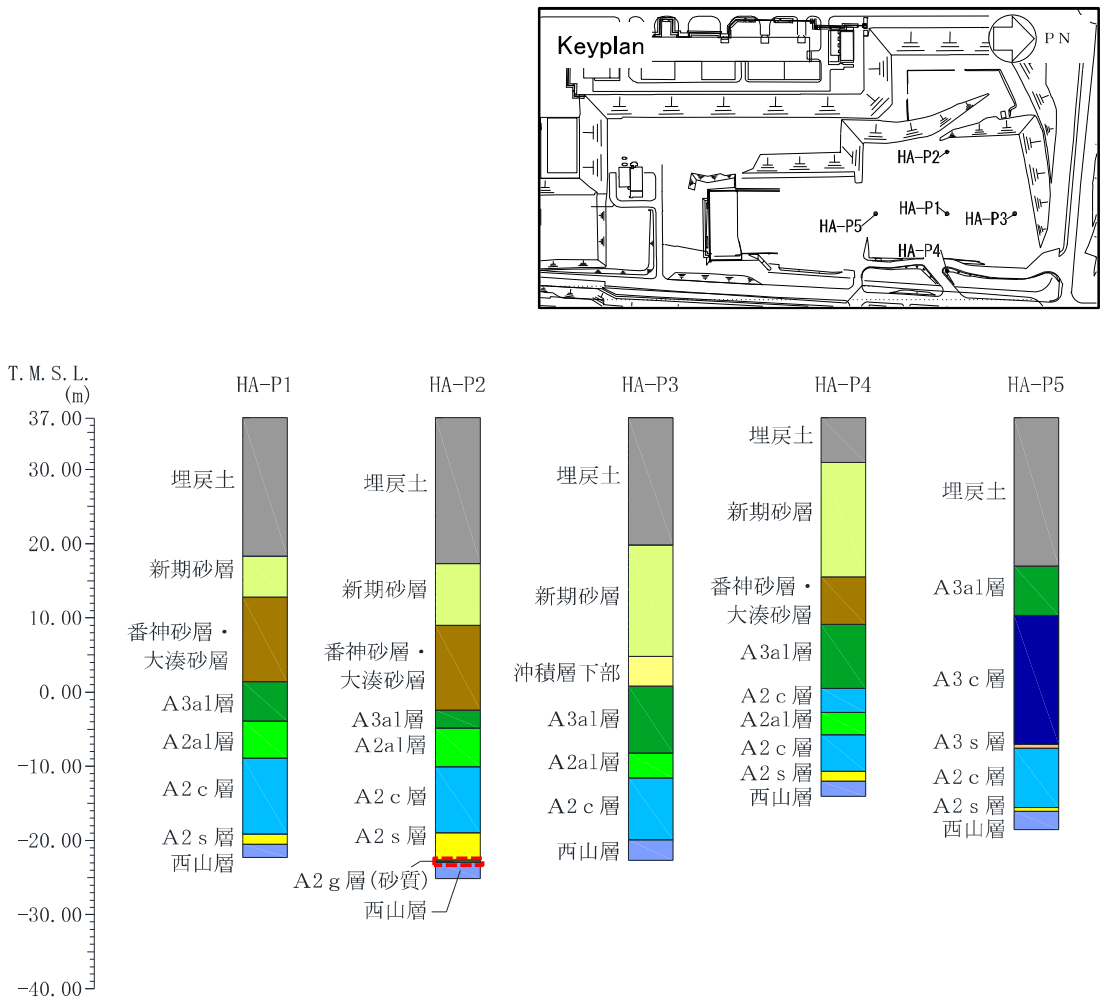 Keyplan
PN
HA-P2
HA-P1
HA-P3
HA-P5
HA-P4
T.M.S.L.
(m)
HA-P1
HA-P2
HA-P3
HA-P4
HA-P5
37.00
30.00
20.00
10.00
0.00
-10.00
-20.00
-30.00
-40.00
埋戻土
新期砂層
番神砂層・
大湊砂層
A3al層
A2al層
A2c層
A2s層
西山層
埋戻土
新期砂層
番神砂層・
大湊砂層
A3al層
A2al層
A2c層
A2s層
A2g層(砂質)
西山層
埋戻土
新期砂層
沖積層下部
A3al層
A2al層
A2c層
西山層
埋戻土
新期砂層
番神砂層・
大湊砂層
A3al層
A2c層
A2al層
A2c層
A2s層
西山層
埋戻土
A3al層
A3c層
A3s層
A2c層
A2s層
西山層